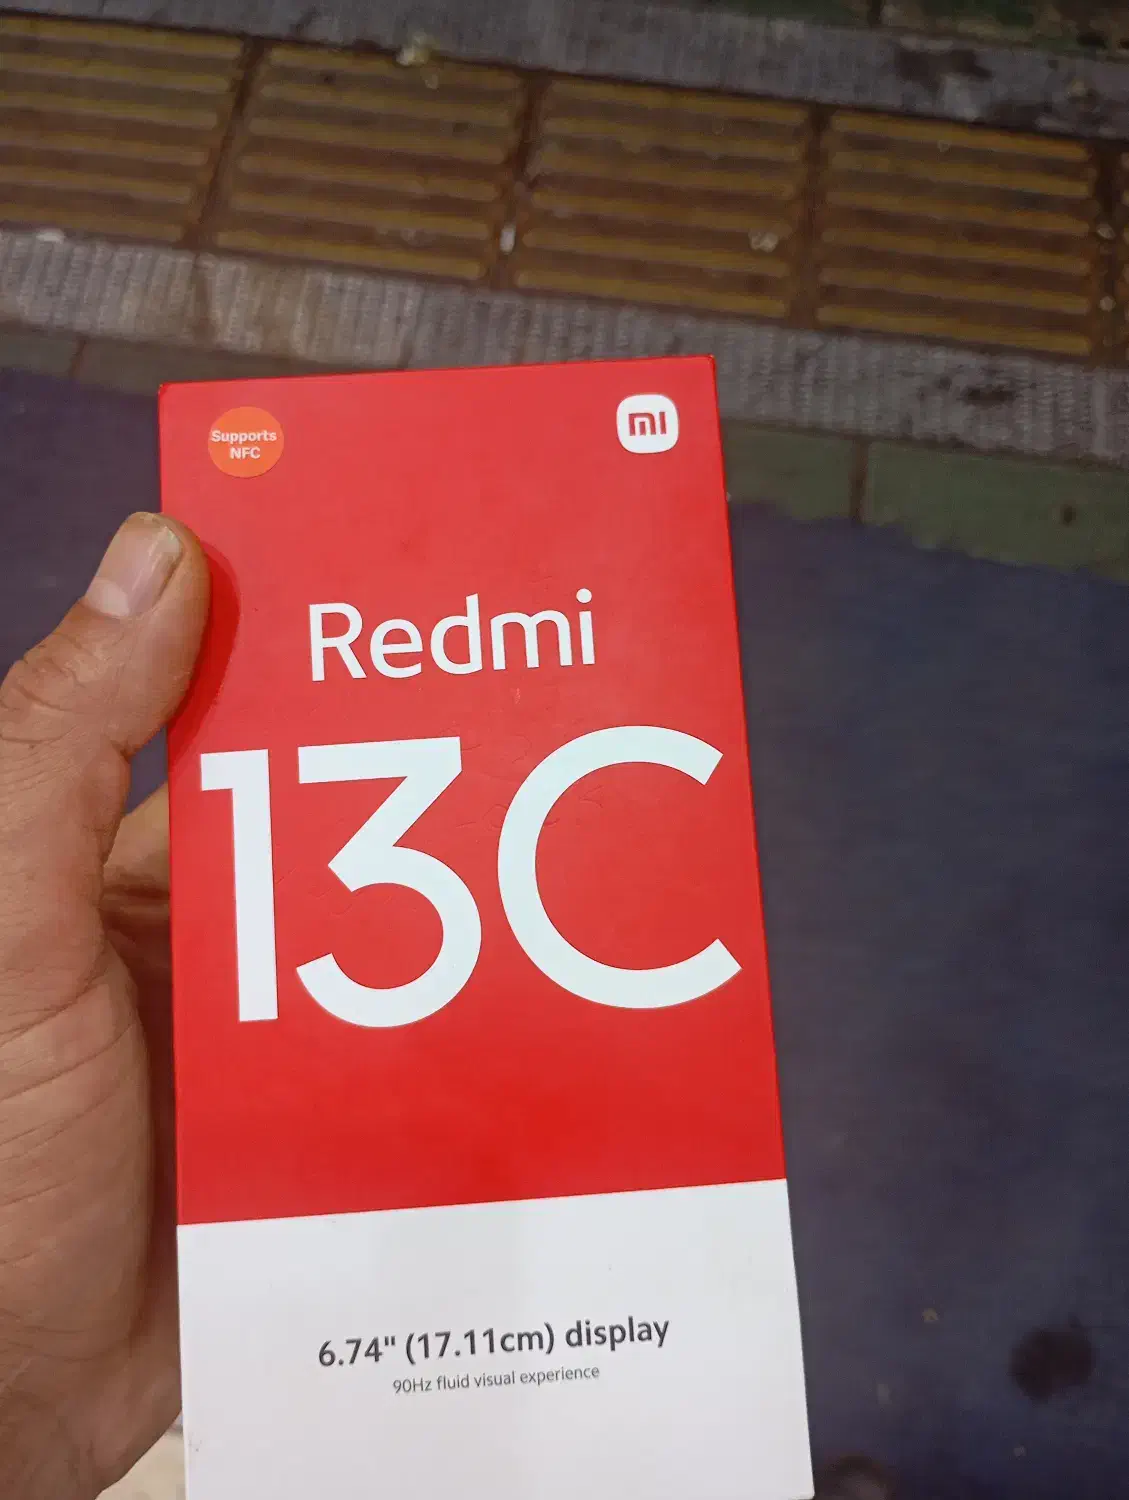 Supports
NFC
mi
Redmi
13C
6.74" (17.11cm) display
90Hz fluid visual experience